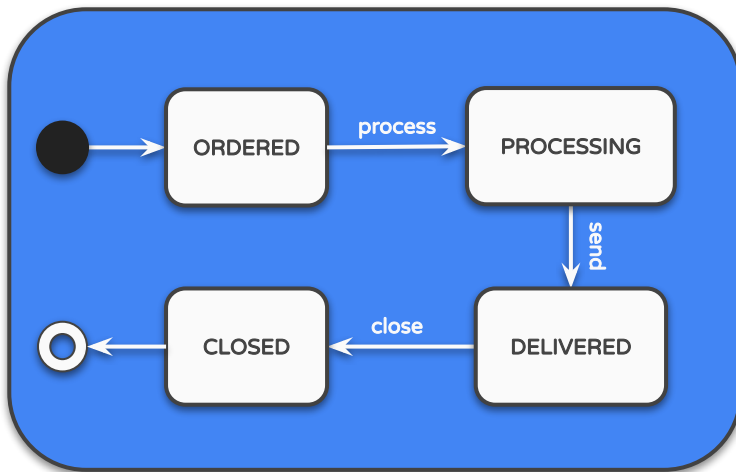 ORDERED
process
PROCESSING
send
CLOSED
close
DELIVERED